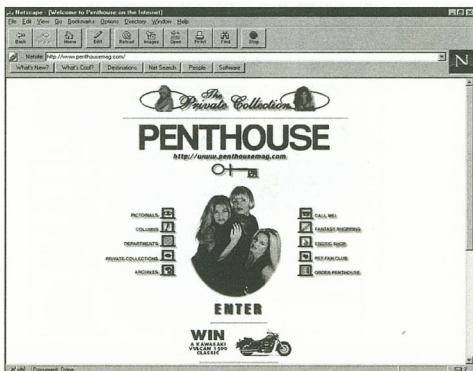 Netscape - [Welcome to Penthouse on the Internet]
File Edit View Go Bookmarks Options Directory Window Help
Back Home Edit Reload Images Open Print Find Stop
Netsite: http://www.penthousemag.com/
What's New? What's Cool? Destinations Net Search People Software
N
The
Private Collection
PENTHOUSE
http://www.penthousemag.com
PICTORIALS
COLUMNS
DEPARTMENTS
PRIVATE COLLECTIONS
ARCHIVES
CALL ME!
FANTASY SHOPPING
EROTIC SHOP
PET FAN CLUB
ORDER PENTHOUSE
ENTER
WIN
A KAWASAKI
VULCAN 1500
CLASSIC
Document: Done